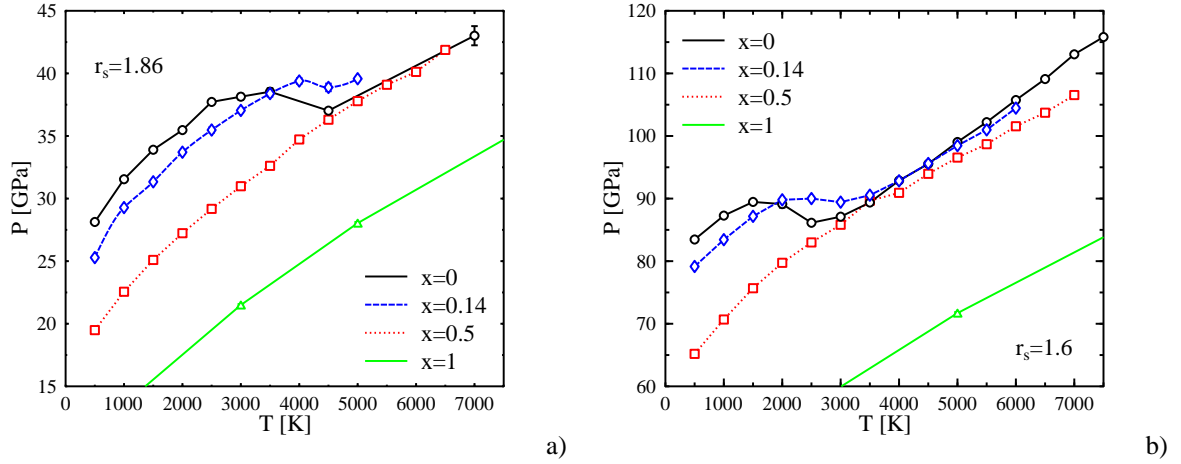 45
40
35
30
25
20
15
P [GPa]
r_s=1.86
x=0
x=0.14
x=0.5
x=1
0 1000 2000 3000 4000 5000 6000 7000
T [K]
a)
120
110
100
90
80
70
60
P [GPa]
x=0
x=0.14
x=0.5
x=1
r_s=1.6
0 1000 2000 3000 4000 5000 6000 7000
T [K]
b)